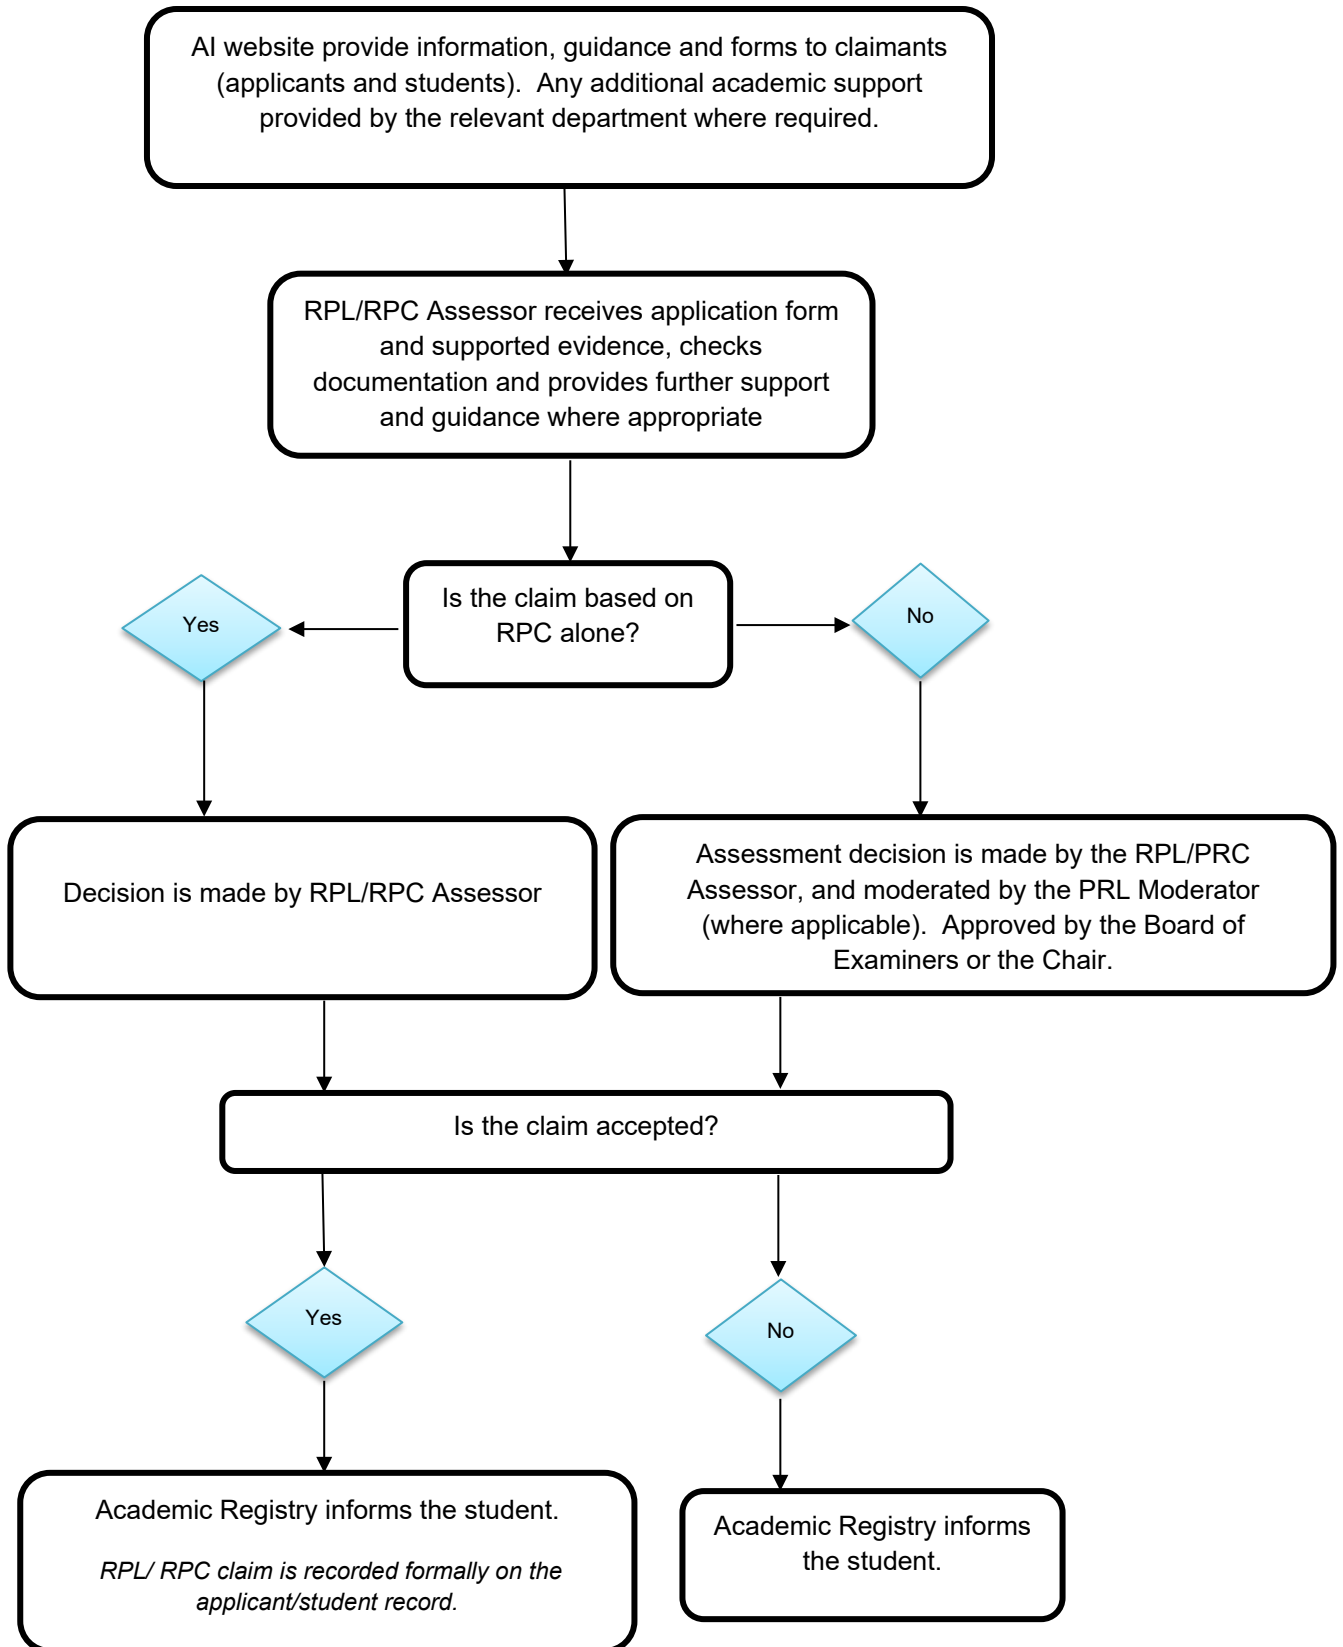 AI website provide information, guidance and forms to claimants
(applicants and students).  Any additional academic support
provided by the relevant department where required.
RPL/RPC Assessor receives application form
and supported evidence, checks
documentation and provides further support
and guidance where appropriate
Is the claim based on
RPC alone?
Yes
No
Decision is made by RPL/RPC Assessor
Assessment decision is made by the RPL/PRC
Assessor, and moderated by the PRL Moderator
(where applicable).  Approved by the Board of
Examiners or the Chair.
Is the claim accepted?
Yes
No
Academic Registry informs the student.
RPL/ RPC claim is recorded formally on the
applicant/student record.
Academic Registry informs
the student.